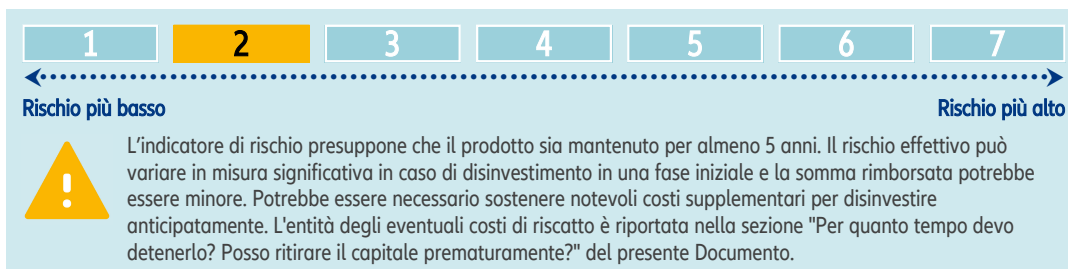 1 2 3 4 5 6 7
Rischio più basso Rischio più alto
L'indicatore di rischio presuppone che il prodotto sia mantenuto per almeno 5 anni. Il rischio effettivo può
variare in misura significativa in caso di disinvestimento in una fase iniziale e la somma rimborsata potrebbe
essere minore. Potrebbe essere necessario sostenere notevoli costi supplementari per disinvestire
anticipatamente. L'entità degli eventuali costi di riscatto è riportata nella sezione "Per quanto tempo devo
detenerlo? Posso ritirare il capitale prematuramente?" del presente Documento.